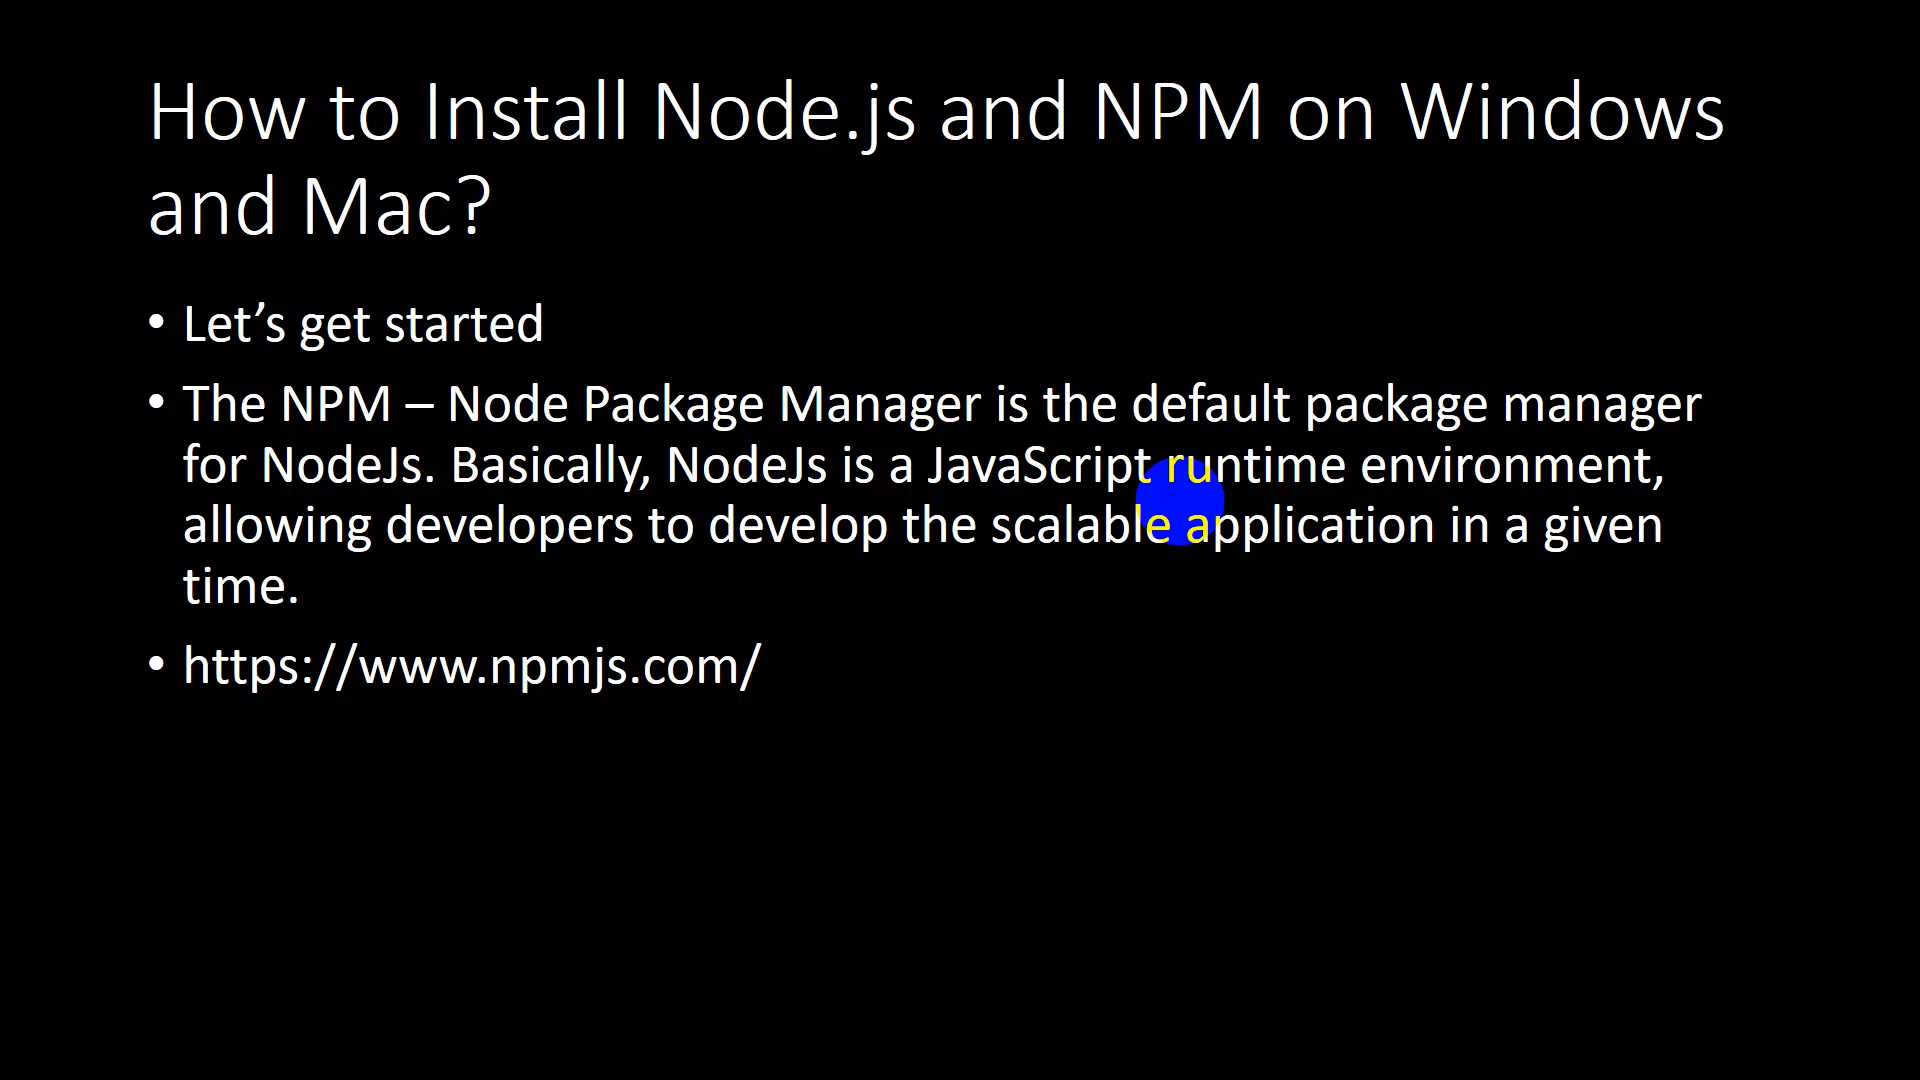 How to Install Node.js and NPM on Windows
and Mac?
• Let’s get started
• The NPM – Node Package Manager is the default package manager
for NodeJs. Basically, NodeJs is a JavaScript runtime environment,
allowing developers to develop the scalable application in a given
time.
• https://www.npmjs.com/